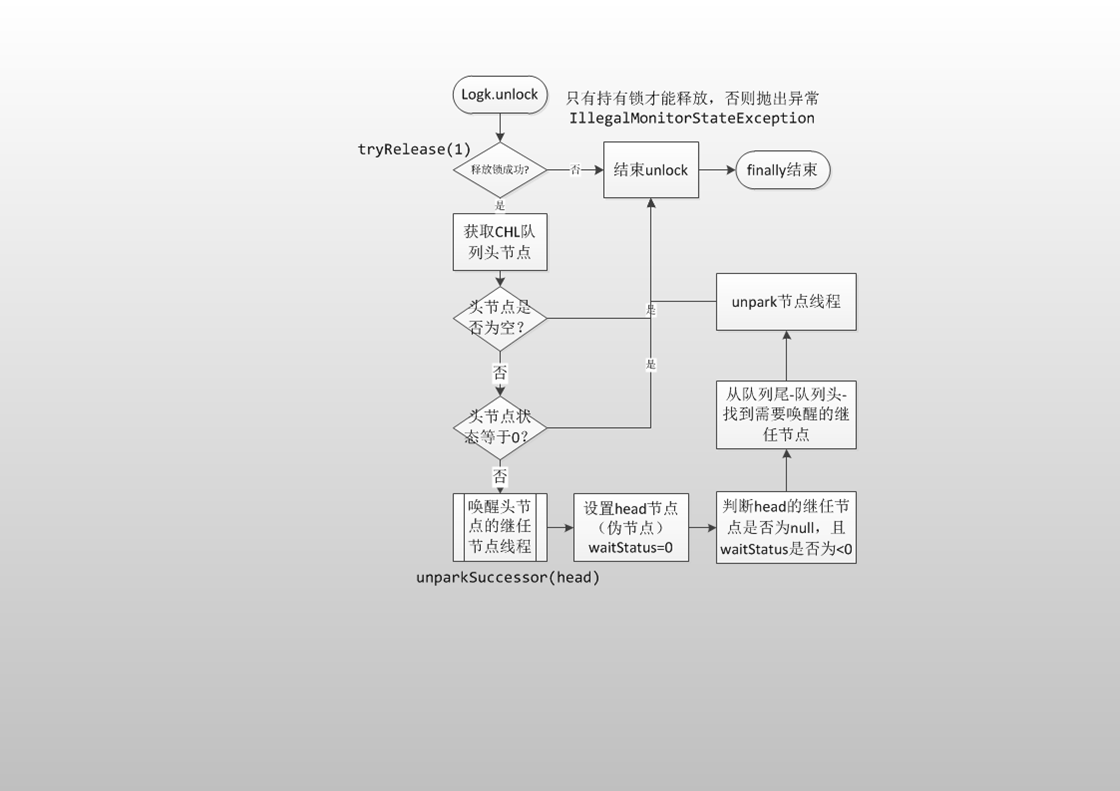 Logk.unlock
只有持有锁才能释放，否则抛出异常
IllegalMonitorStateException
tryRelease(1)
释放锁成功?
否
结束unlock
finally结束
是
获取CHL队
列头节点
头节点是
否为空？
是
unpark节点线程
否
是
头节点状
态等于0？
从队列尾-队列头-
找到需要唤醒的继
任节点
否
唤醒头节
点的继任
节点线程
设置head节点
（伪节点）
waitStatus=0
判断head的继任节
点是否为null，且
waitStatus是否为<0
unparkSuccessor(head)